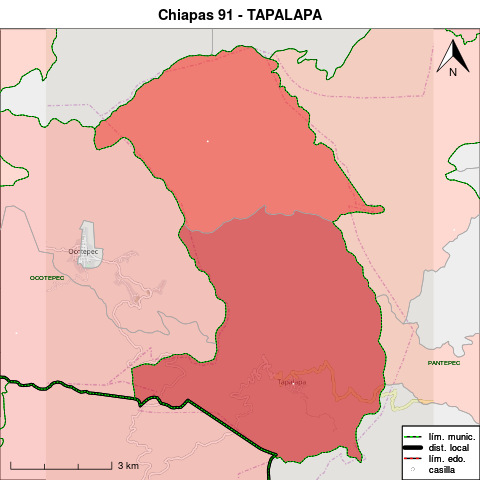 Chiapas 91 - TAPALAPA
N
Ocotepec
OCOTEPEC
PANTEPEC
Tapalapa
3 km
lím. munic.
dist. local
lím. edo.
casilla